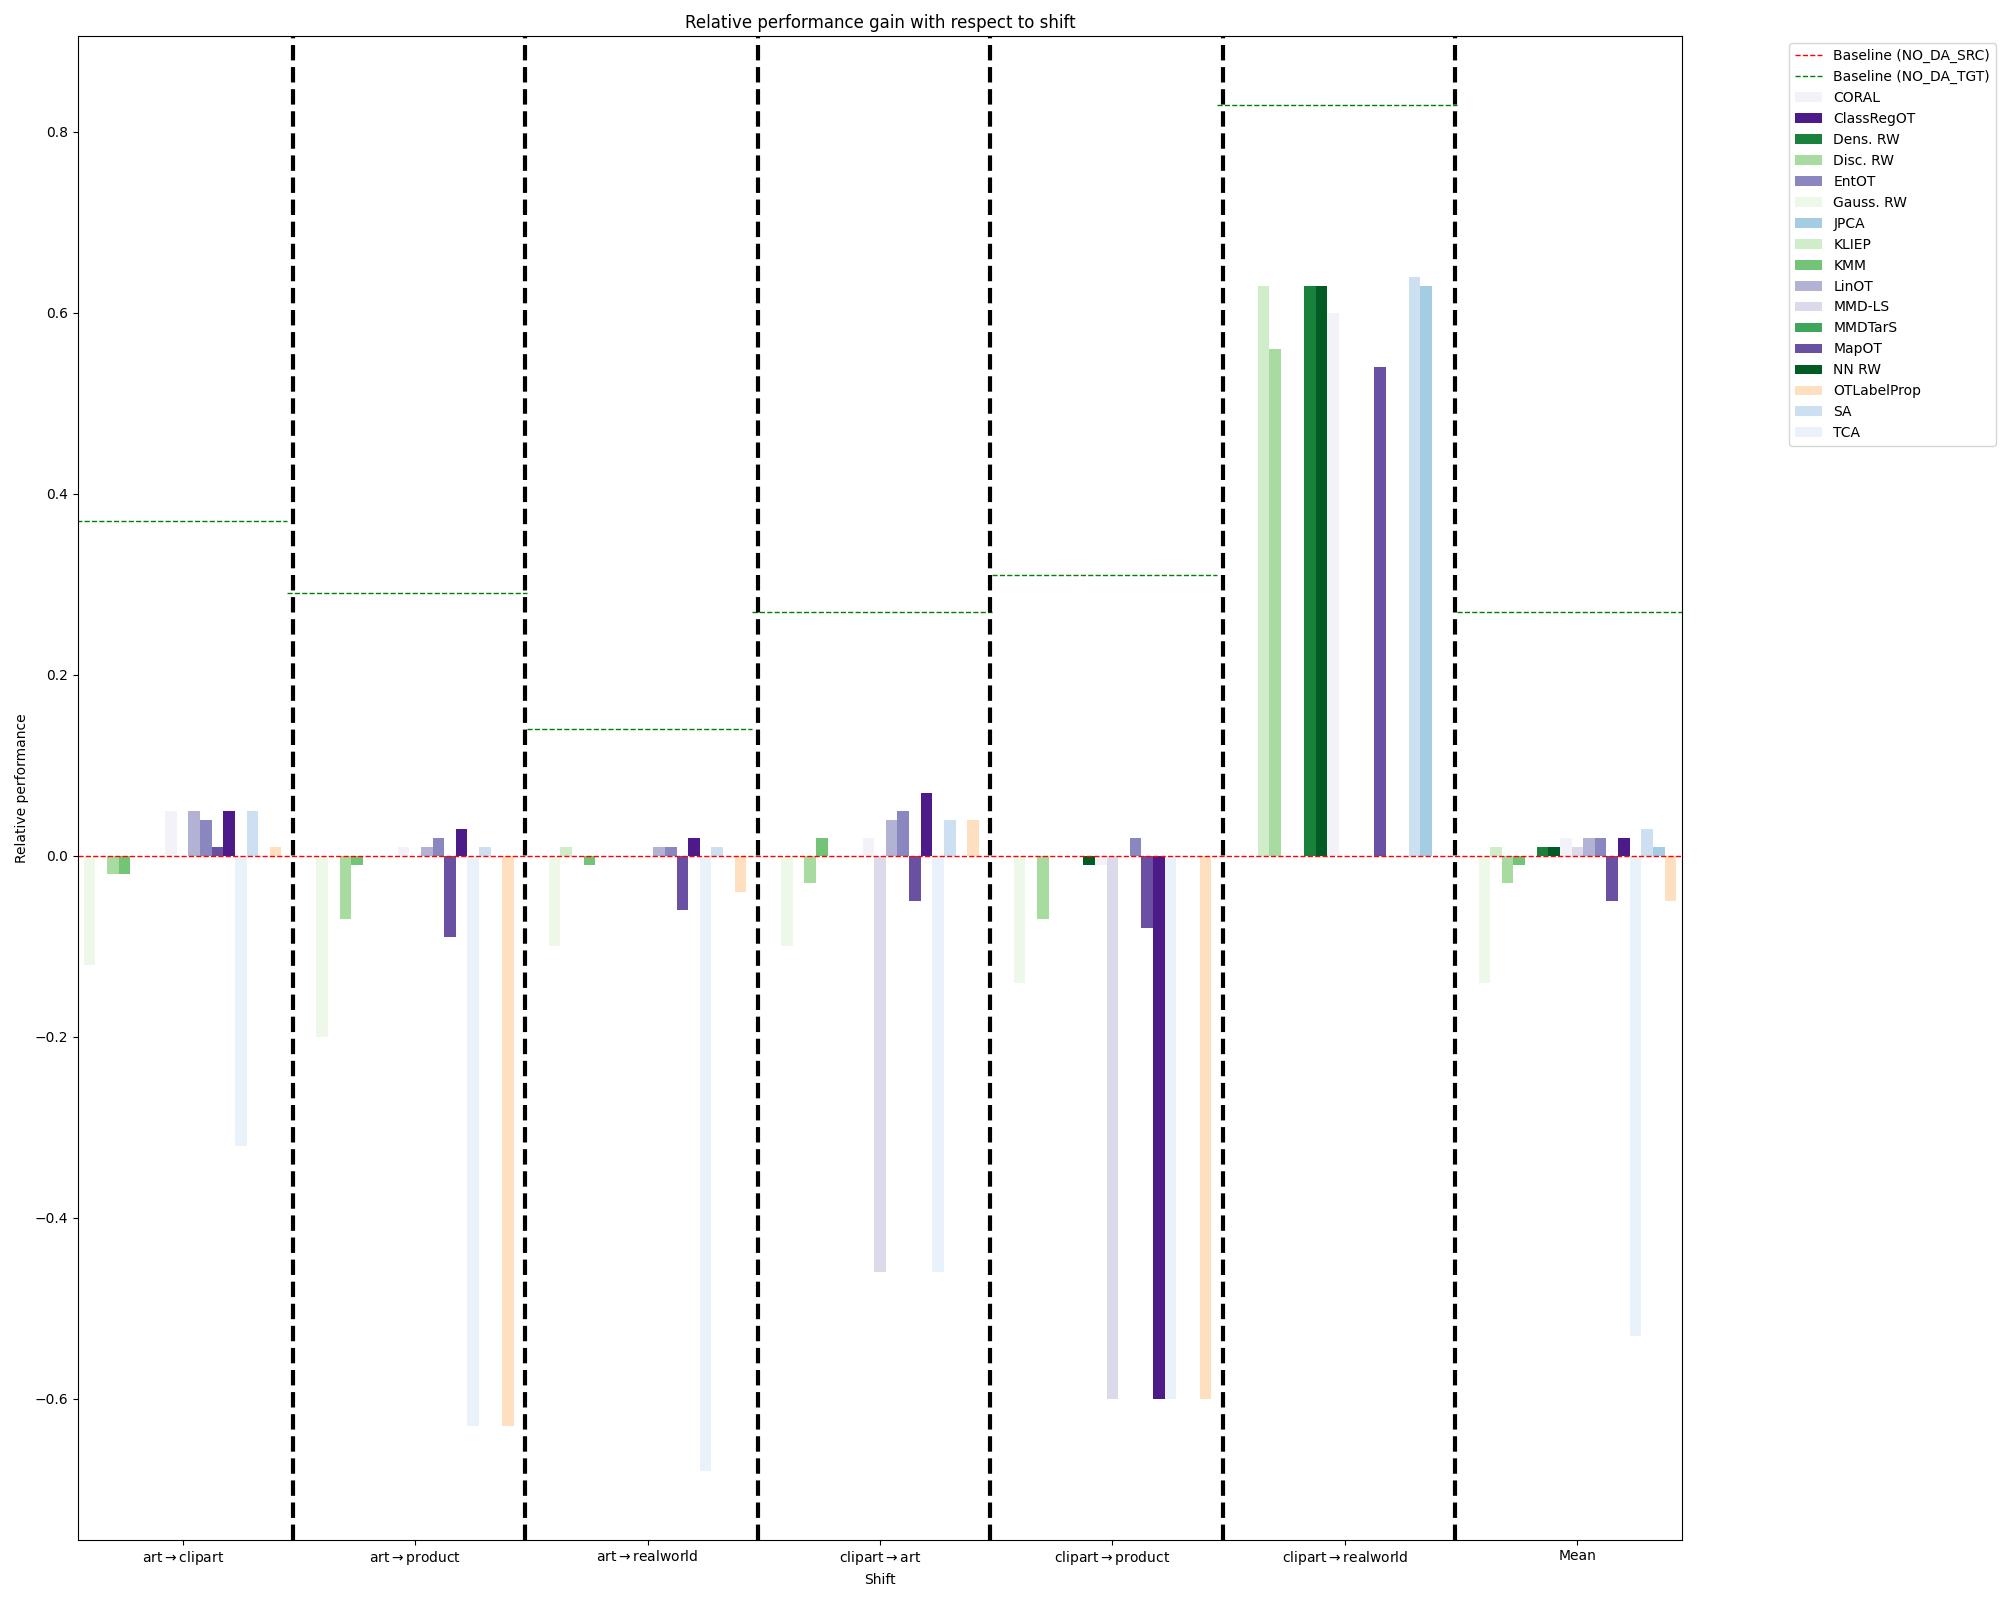 Relative performance gain with respect to shift
Baseline (NO_DA_SRC)
Baseline (NO_DA_TGT)
CORAL
ClassRegOT
Dens. RW
Disc. RW
EntOT
Gauss. RW
JPCA
KLIEP
KMM
LinOT
MMD-LS
MMDTarS
MapOT
NN RW
OTLabelProp
SA
TCA
Relative performance
0.8
0.6
0.4
0.2
0.0
−0.2
−0.4
−0.6
art→clipart
art→product
art→realworld
clipart→art
clipart→product
clipart→realworld
Mean
Shift